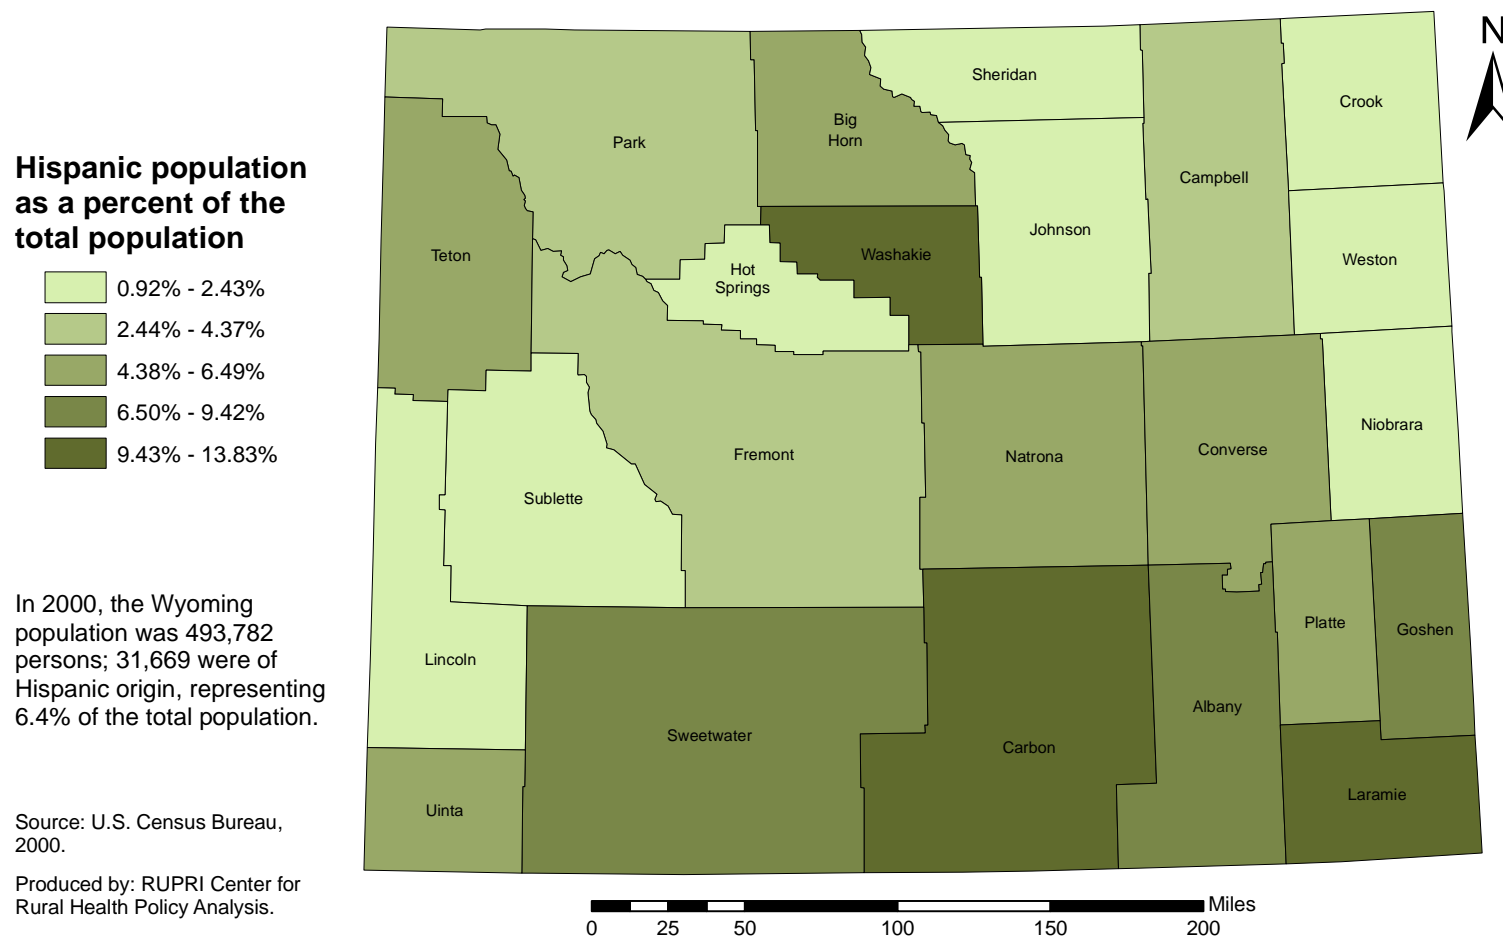 Hispanic population
as a percent of the
total population
0.92% - 2.43%
2.44% - 4.37%
4.38% - 6.49%
6.50% - 9.42%
9.43% - 13.83%
In 2000, the Wyoming
population was 493,782
persons; 31,669 were of
Hispanic origin, representing
6.4% of the total population.
Source: U.S. Census Bureau,
2000.
Produced by: RUPRI Center for
Rural Health Policy Analysis.
N
Sheridan
Crook
Big
Horn
Park
Campbell
Johnson
Teton
Washakie
Weston
Hot
Springs
Niobrara
Converse
Fremont
Natrona
Sublette
Platte
Goshen
Lincoln
Albany
Sweetwater
Carbon
Laramie
Uinta
Miles
0 25 50 100 150 200